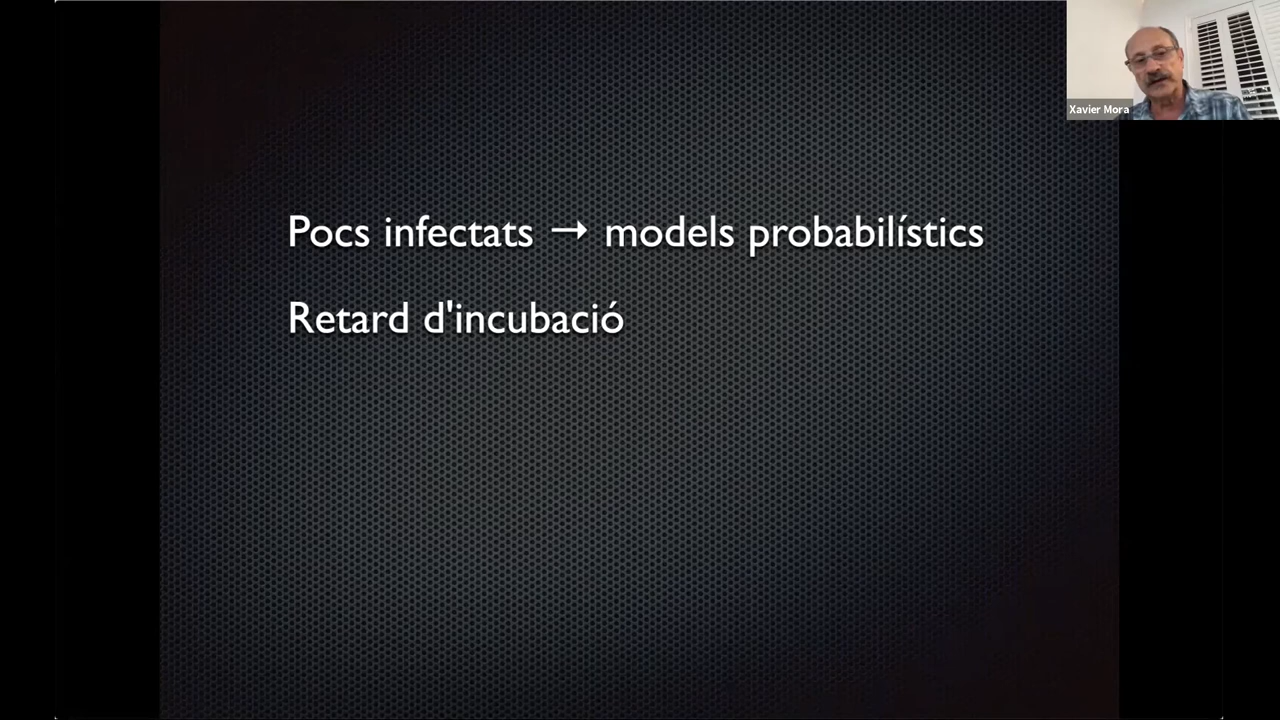 Xavier Mora
Pocs infectats → models probabilístics
Retard d'incubació